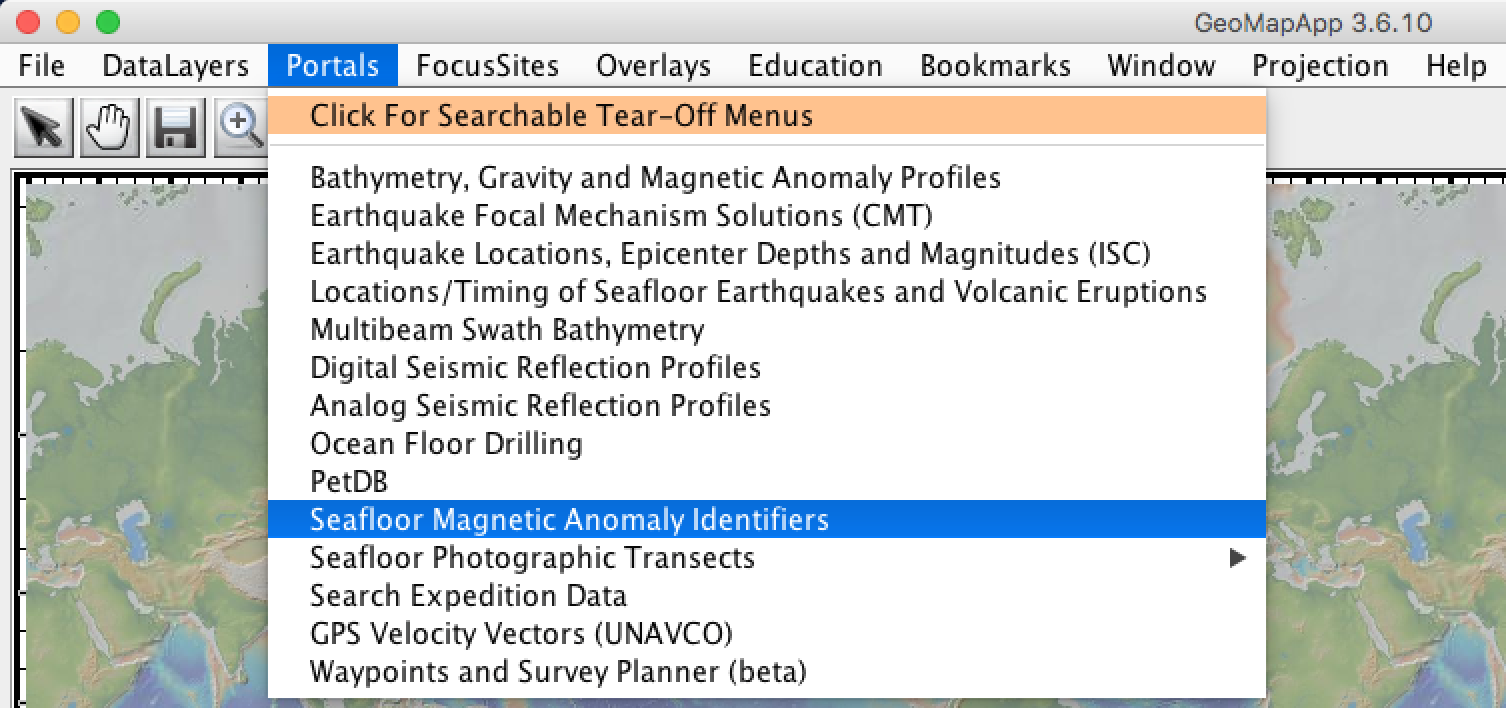 GeoMapApp 3.6.10
File DataLayers Portals FocusSites Overlays Education Bookmarks Window Projection Help
Click For Searchable Tear-Off Menus
Bathymetry, Gravity and Magnetic Anomaly Profiles
Earthquake Focal Mechanism Solutions (CMT)
Earthquake Locations, Epicenter Depths and Magnitudes (ISC)
Locations/Timing of Seafloor Earthquakes and Volcanic Eruptions
Multibeam Swath Bathymetry
Digital Seismic Reflection Profiles
Analog Seismic Reflection Profiles
Ocean Floor Drilling
PetDB
Seafloor Magnetic Anomaly Identifiers
Seafloor Photographic Transects
Search Expedition Data
GPS Velocity Vectors (UNAVCO)
Waypoints and Survey Planner (beta)